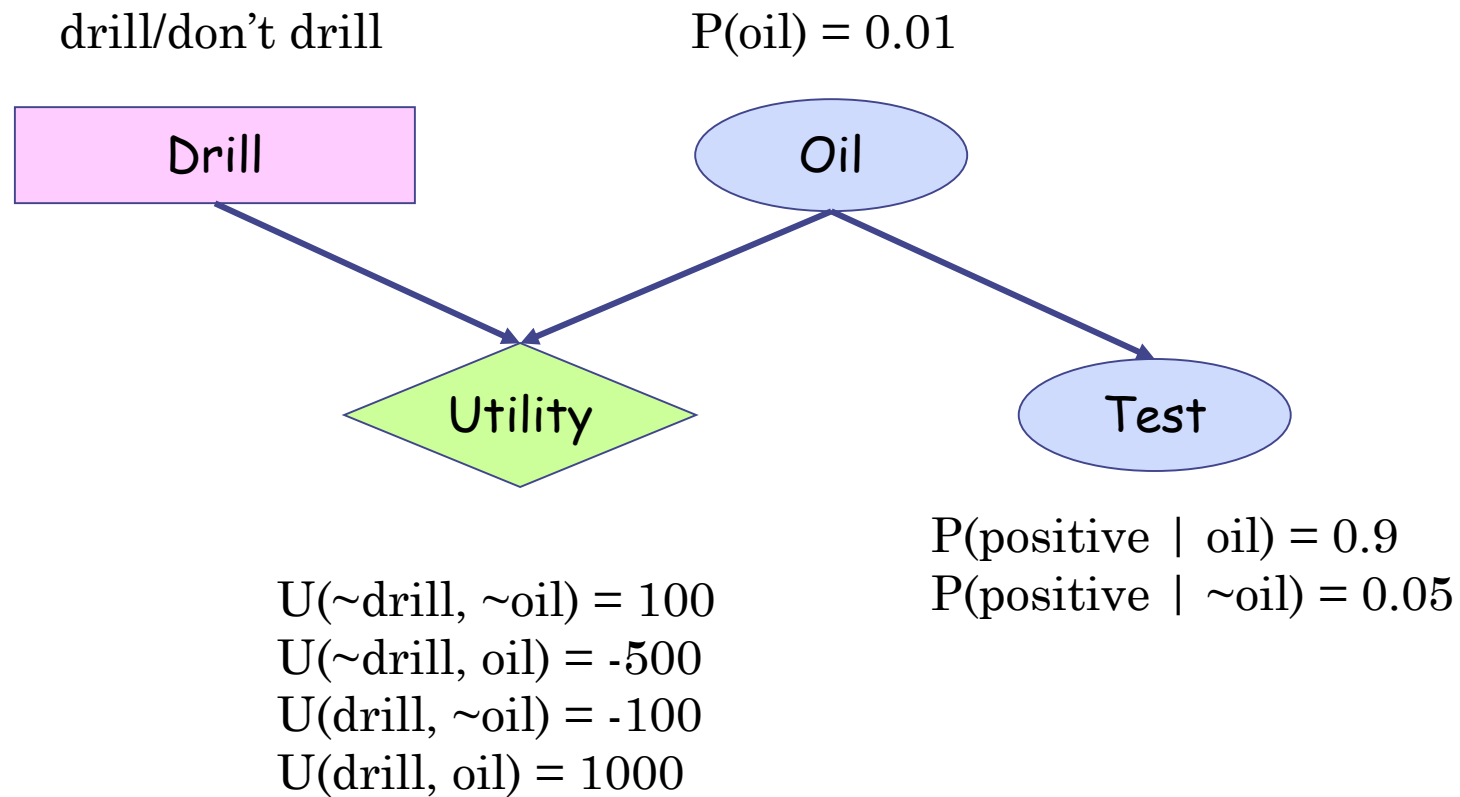 drill/don’t drill
P(oil) = 0.01
Drill
Oil
Utility
Test
P(positive | oil) = 0.9
P(positive | ~oil) = 0.05
U(~drill, ~oil) = 100
U(~drill, oil) = -500
U(drill, ~oil) = -100
U(drill, oil) = 1000